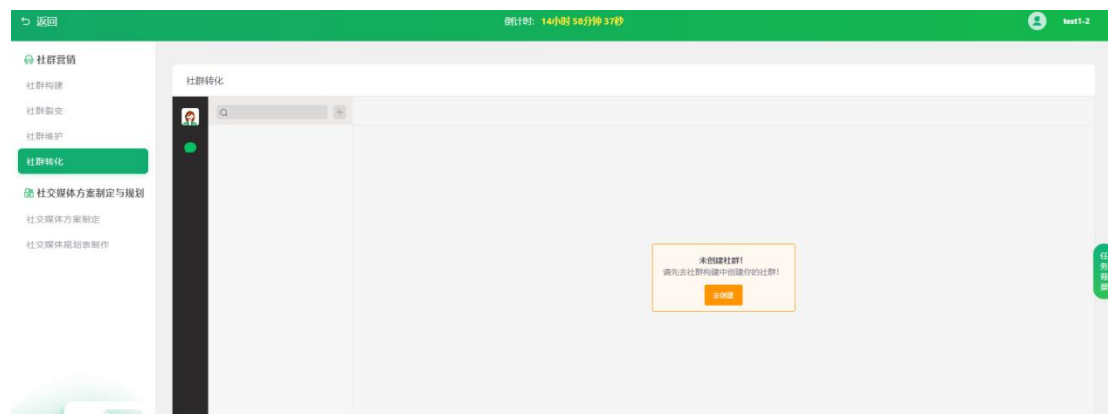 返回
倒计时: 14小时 58分钟 37秒
test1-2
社群营销
社群构建
社群裂变
社群维护
社群转化
社交媒体方案制定与规划
社交媒体方案制定
社交媒体规划表制作
社群转化
未创建社群!
请先去社群构建中创建你的社群!
去创建
任务背景